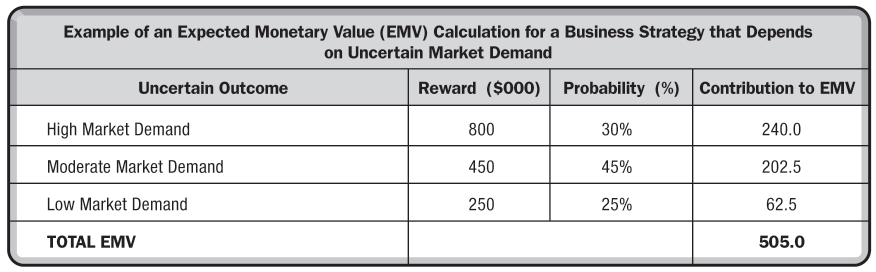 Example of an Expected Monetary Value (EMV) Calculation for a Business Strategy that Depends
on Uncertain Market Demand
Uncertain Outcome Reward ($000) Probability (%) Contribution to EMV
High Market Demand 800 30% 240.0
Moderate Market Demand 450 45% 202.5
Low Market Demand 250 25% 62.5
TOTAL EMV 505.0